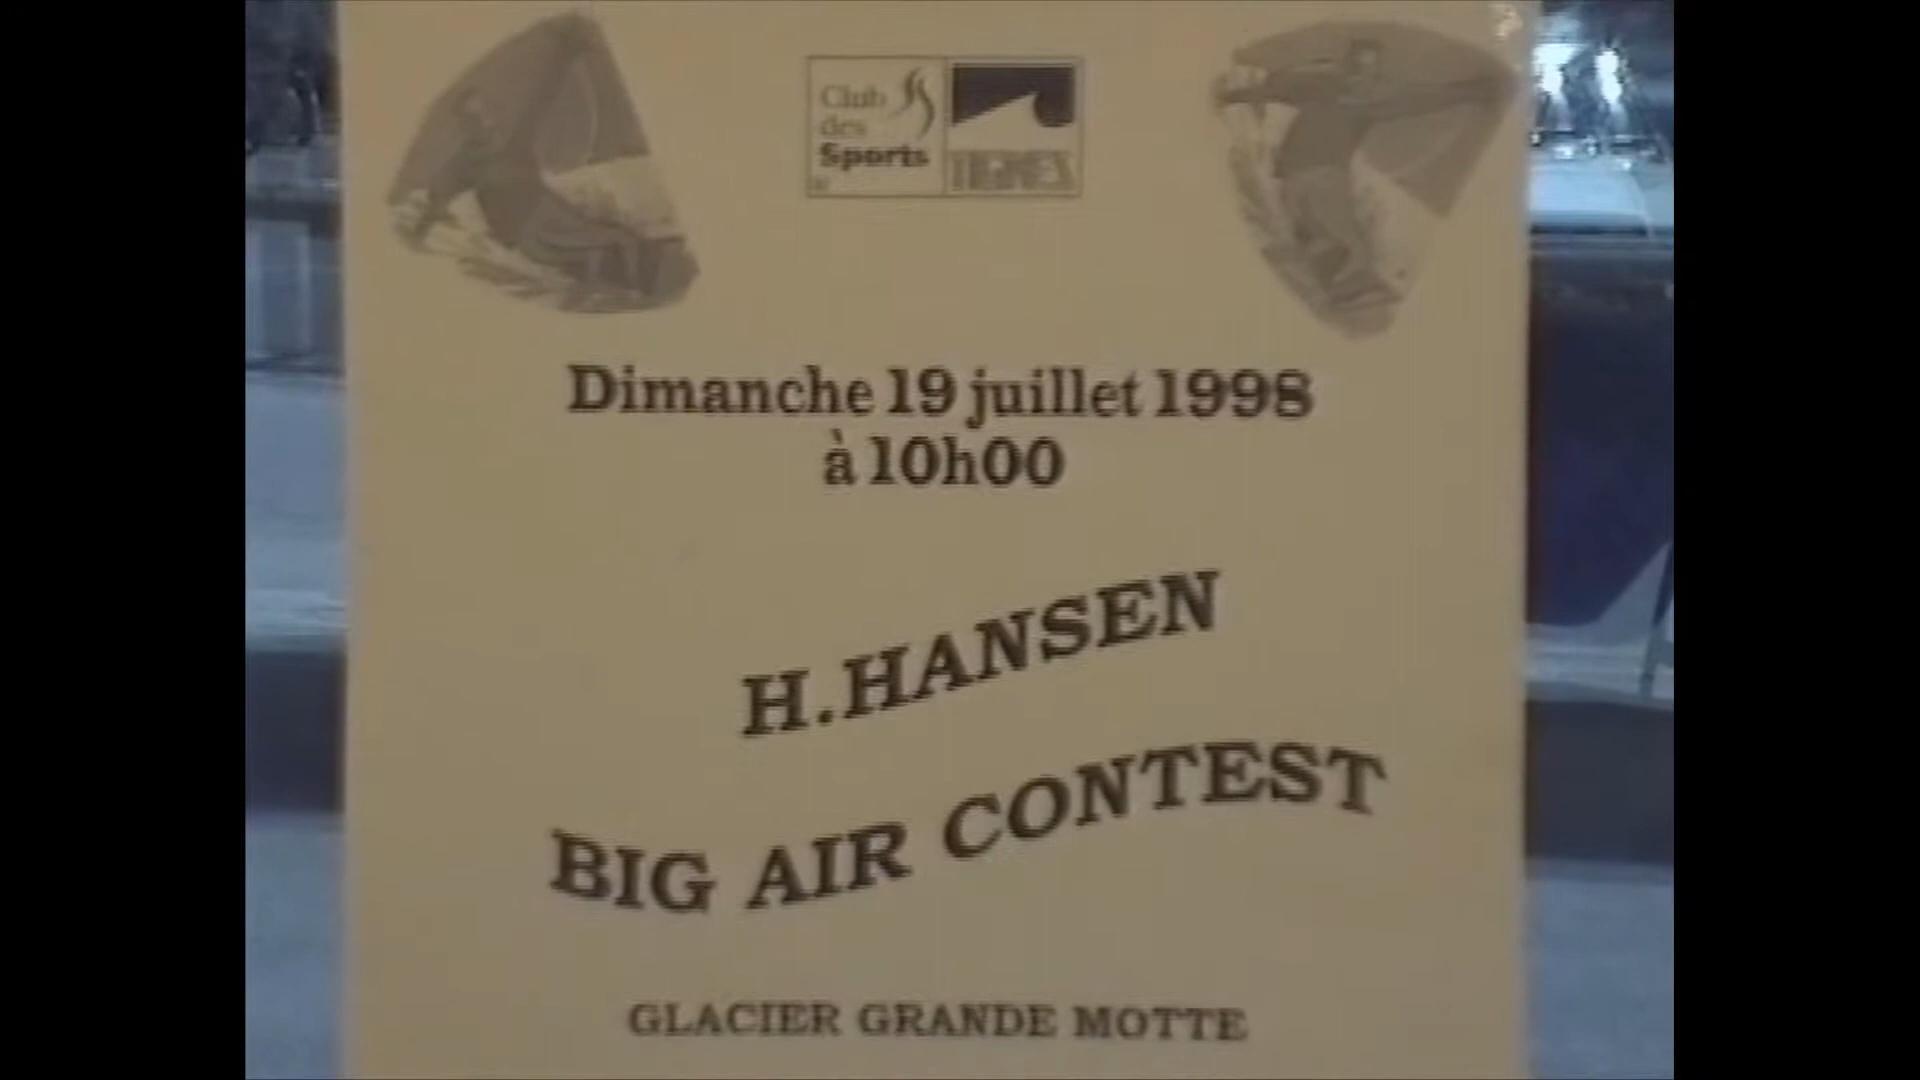 Club
des
Sports
TIGNES
Dimanche 19 juillet 1998
à 10h00
H.HANSEN
BIG AIR CONTEST
GLACIER GRANDE MOTTE